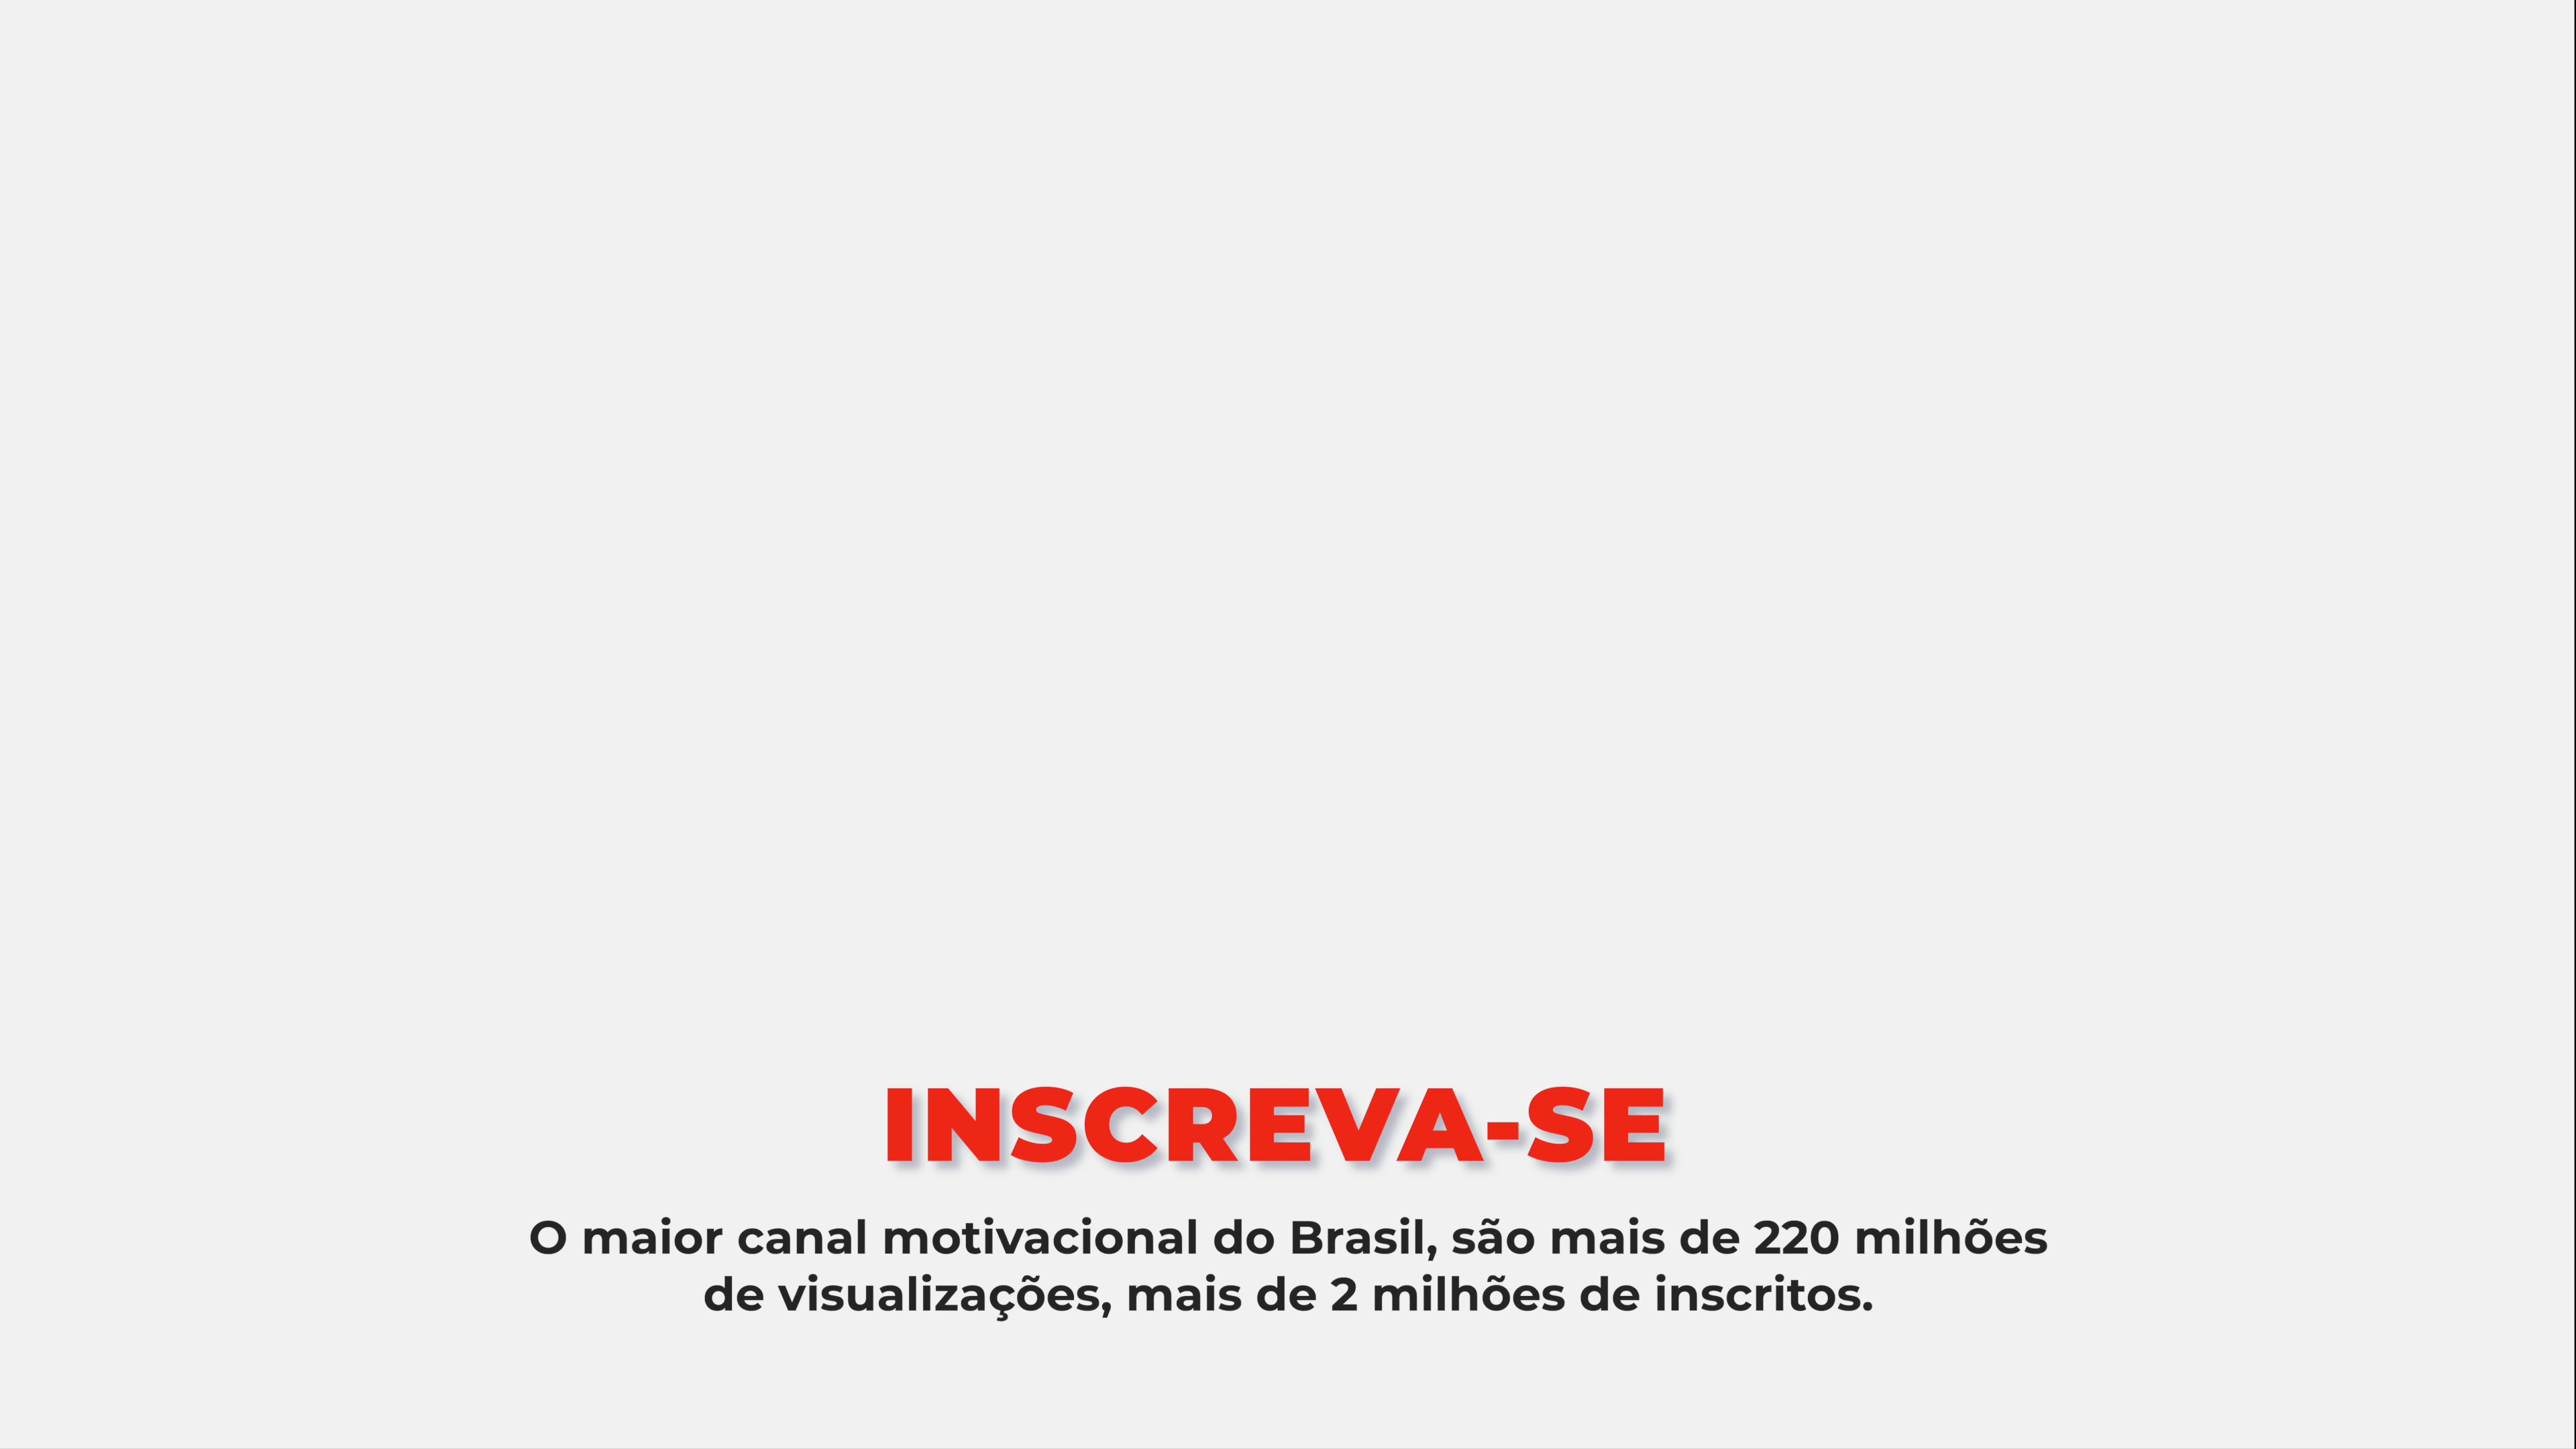 INSCREVA-SE
O maior canal motivacional do Brasil, são mais de 220 milhões
de visualizações, mais de 2 milhões de inscritos.